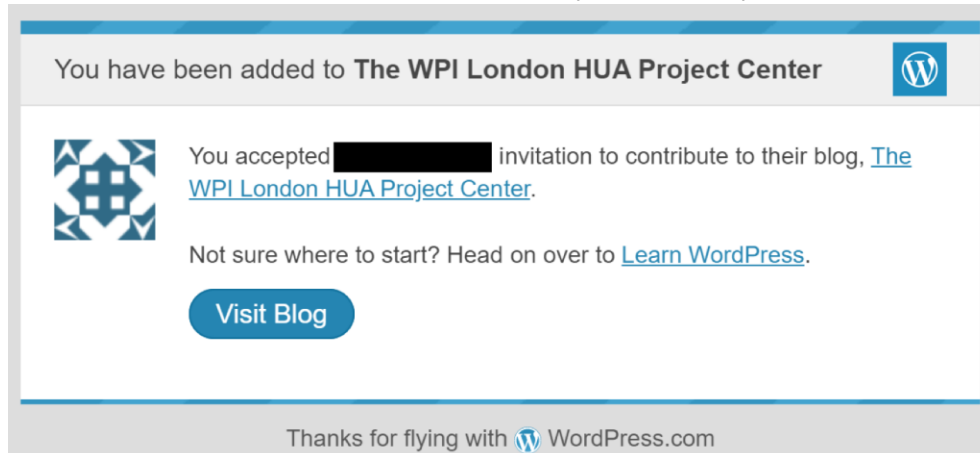 You have been added to The WPI London HUA Project Center
You accepted invitation to contribute to their blog, The
WPI London HUA Project Center.
Not sure where to start? Head on over to Learn WordPress.
Visit Blog
Thanks for flying with WordPress.com